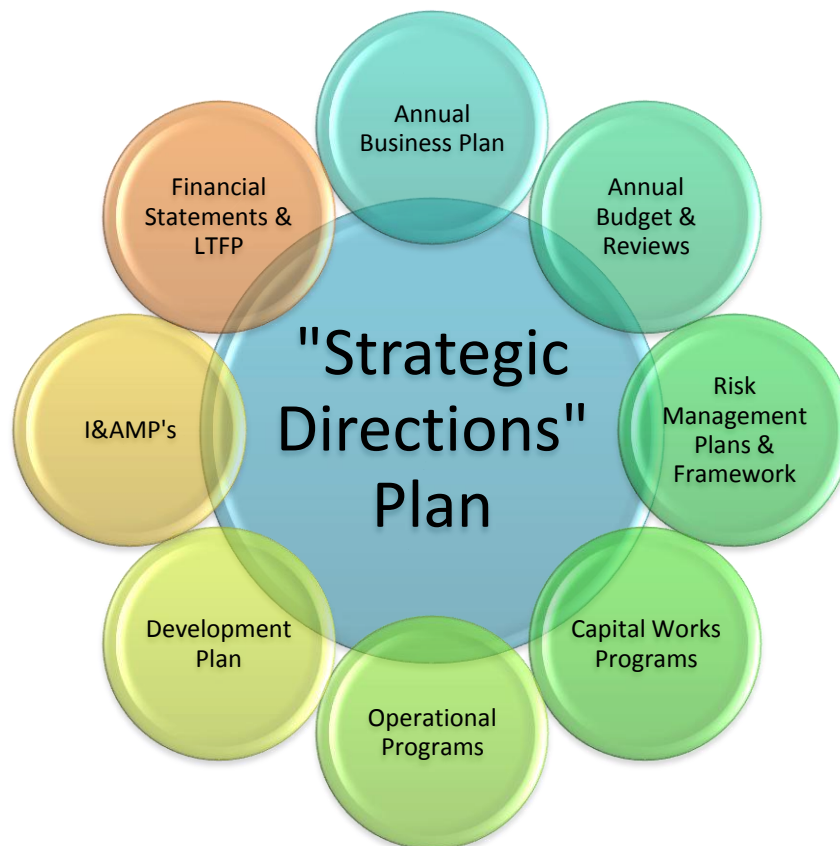 Annual
Business Plan
Annual
Budget &
Reviews
Risk
Management
Plans &
Framework
Capital Works
Programs
Operational
Programs
Development
Plan
I&AMP's
Financial
Statements &
LTFP
"Strategic
Directions"
Plan